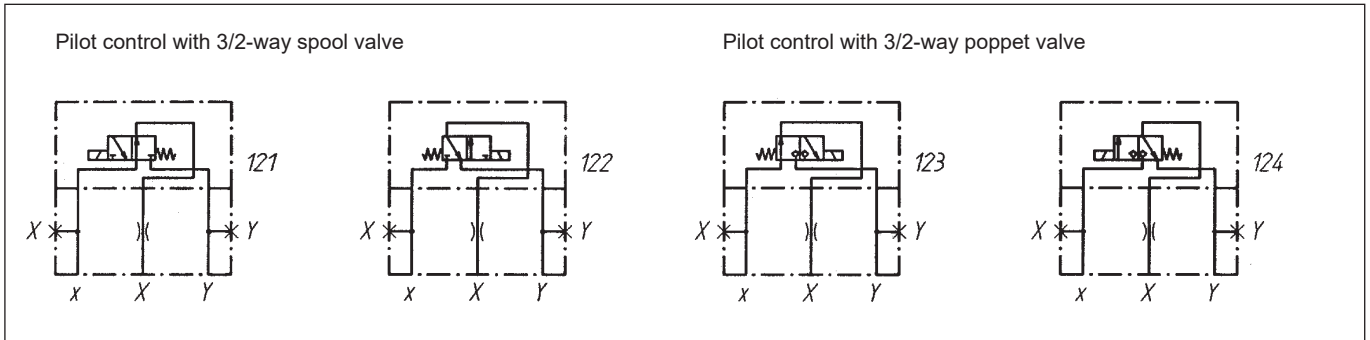 Pilot control with 3/2-way spool valve
Pilot control with 3/2-way poppet valve
121
122
123
124
X Y
X Y
X Y
X Y
x X Y
x X Y
x X Y
x X Y